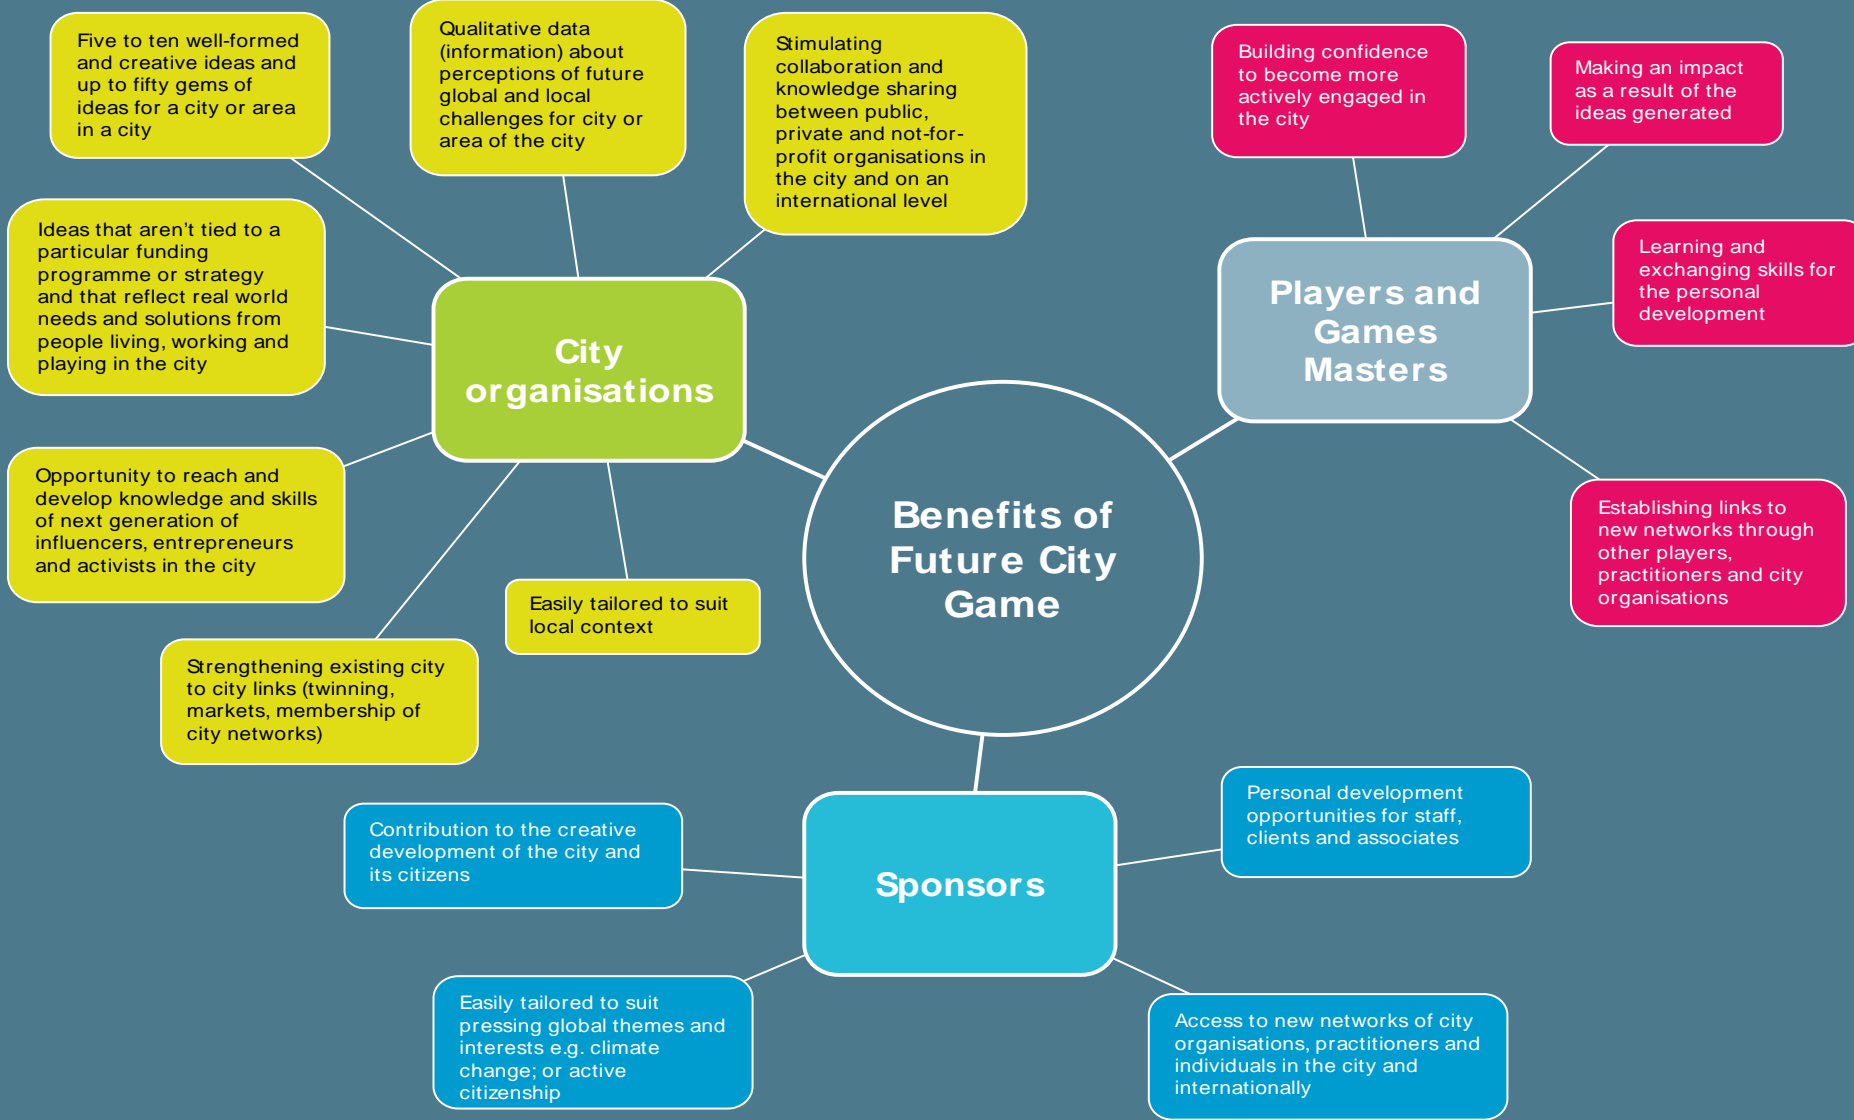 Five to ten well-formed
and creative ideas and
up to fifty gems of
ideas for a city or area
in a city
Qualitative data
(information) about
perceptions of future
global and local
challenges for city or
area of the city
Stimulating
collaboration and
knowledge sharing
between public,
private and not-for-
profit organisations in
the city and on an
international level
Building confidence
to become more
actively engaged in
the city
Making an impact
as a result of the
ideas generated
Ideas that aren't tied to a
particular funding
programme or strategy
and that reflect real world
needs and solutions from
people living, working and
playing in the city
City
organisations
Players and
Games
Masters
Learning and
exchanging skills for
the personal
development
Opportunity to reach and
develop knowledge and skills
of next generation of
influencers, entrepreneurs
and activists in the city
Benefits of
Future City
Game
Establishing links to
new networks through
other players,
practitioners and city
organisations
Easily tailored to suit
local context
Strengthening existing city
to city links (twinning,
markets, membership of
city networks)
Contribution to the creative
development of the city and
its citizens
Sponsors
Personal development
opportunities for staff,
clients and associates
Easily tailored to suit
pressing global themes and
interests e.g. climate
change; or active
citizenship
Access to new networks of city
organisations, practitioners and
individuals in the city and
internationally